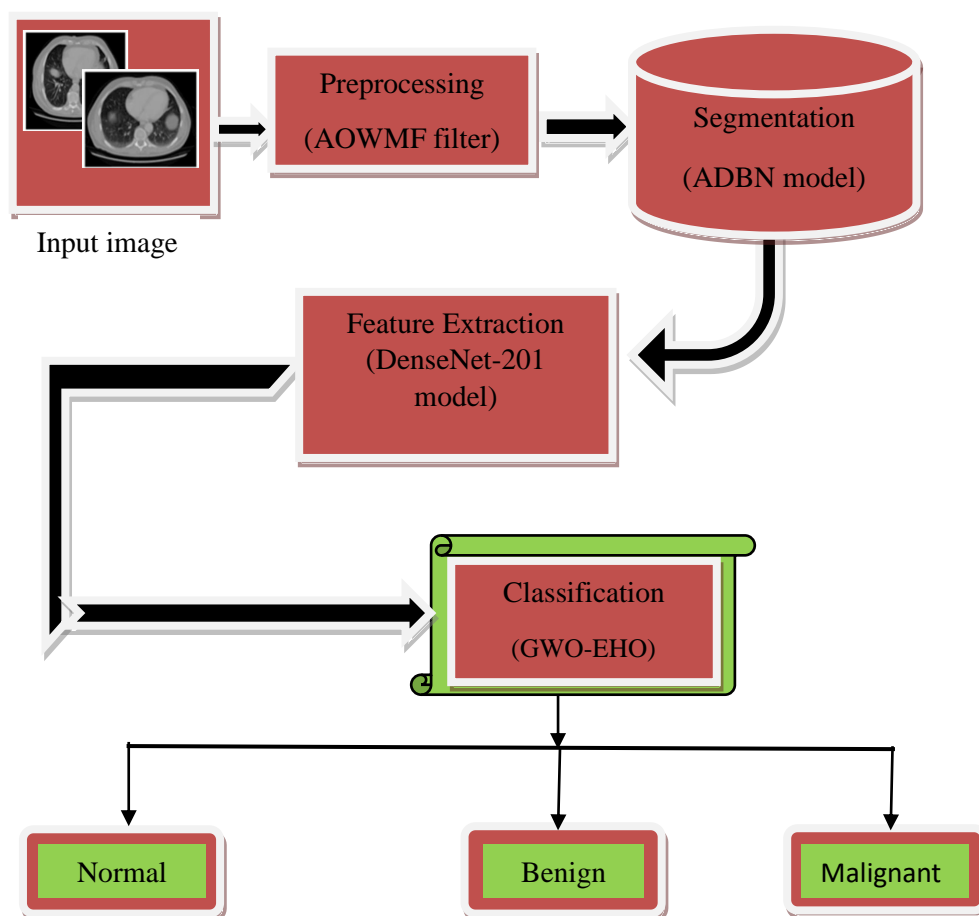 Input image
Preprocessing
(AOWMF filter)
Segmentation
(ADBN model)
Feature Extraction
(DenseNet-201
model)
Classification
(GWO-EHO)
Normal
Benign
Malignant